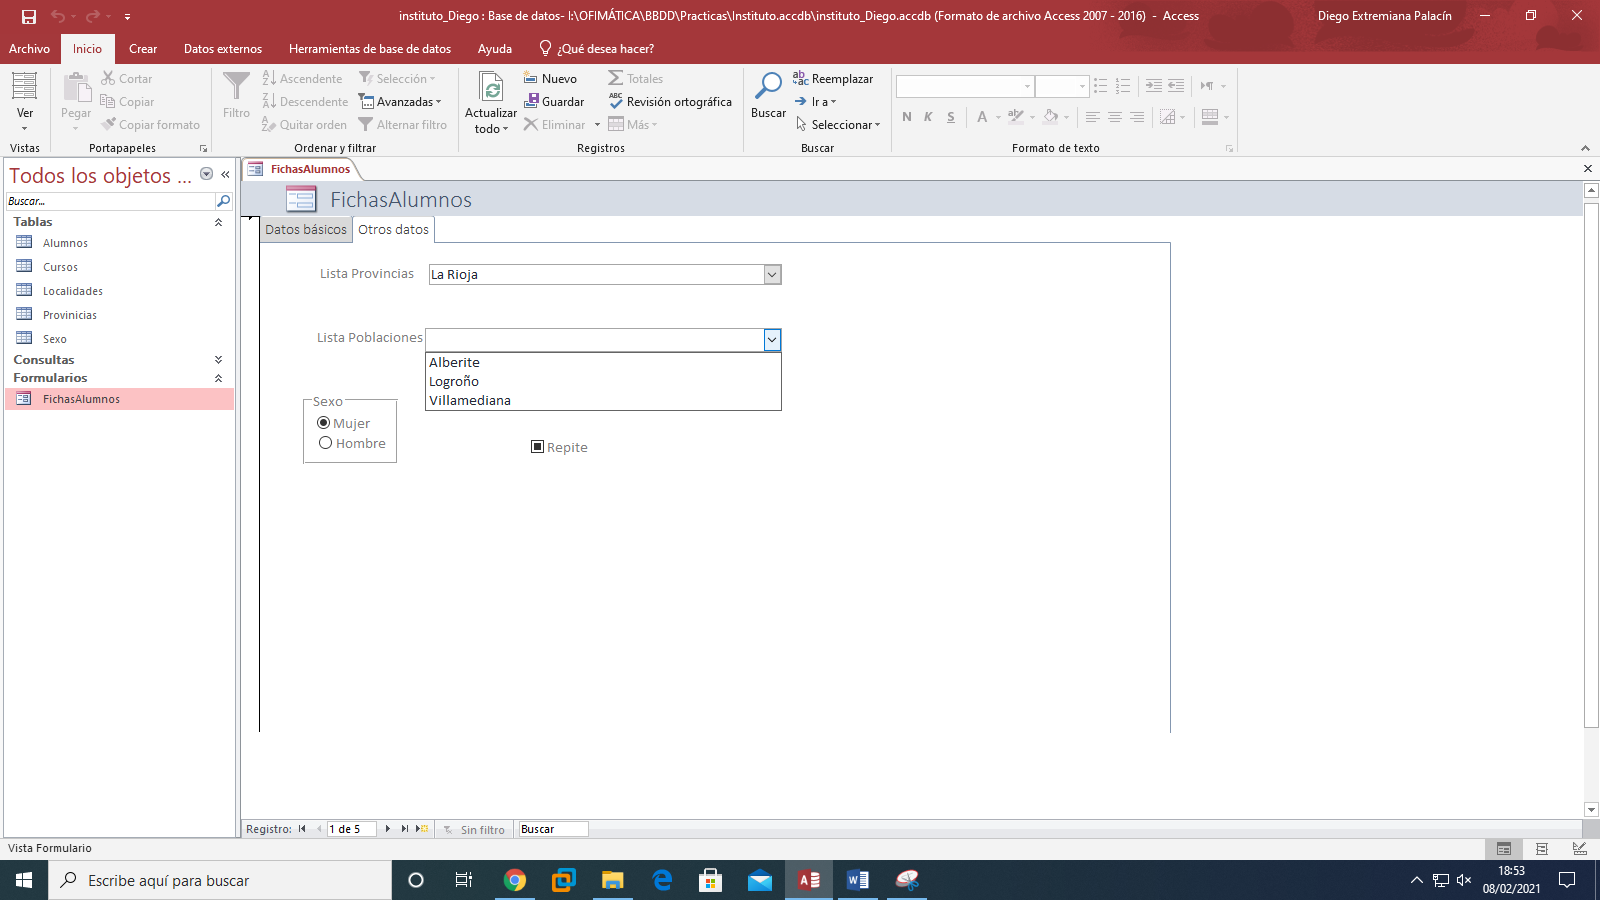 instituto_Diego : Base de datos- I:\OFIMÁTICA\BBDD\Practicas\Instituto.accdb\instituto_Diego.accdb (Formato de archivo Access 2007 - 2016) - Access
Diego Extremiana Palacín
Archivo Inicio Crear Datos externos Herramientas de base de datos Ayuda ¿Qué desea hacer?
Ver
Vistas
Pegar
Cortar
Copiar
Copiar formato
Portapapeles
Filtro
Ascendente
Descendente
Quitar orden
Selección
Avanzadas
Alternar filtro
Ordenar y filtrar
Actualizar
todo
Nuevo
Guardar
Eliminar
Totales
Revisión ortográfica
Más
Registros
Buscar
Reemplazar
Ir a
Seleccionar
Buscar
N K S A
Formato de texto
Todos los objetos ...
Buscar...
Tablas
Alumnos
Cursos
Localidades
Provinicias
Sexo
Consultas
Formularios
FichasAlumnos
FichasAlumnos
FichasAlumnos
Datos básicos Otros datos
Lista Provincias La Rioja
Lista Poblaciones
Alberite
Logroño
Villamediana
Sexo
Mujer
Hombre
Repite
Registro: 1 de 5 Sin filtro Buscar
Vista Formulario
Escribe aquí para buscar
18:53
08/02/2021